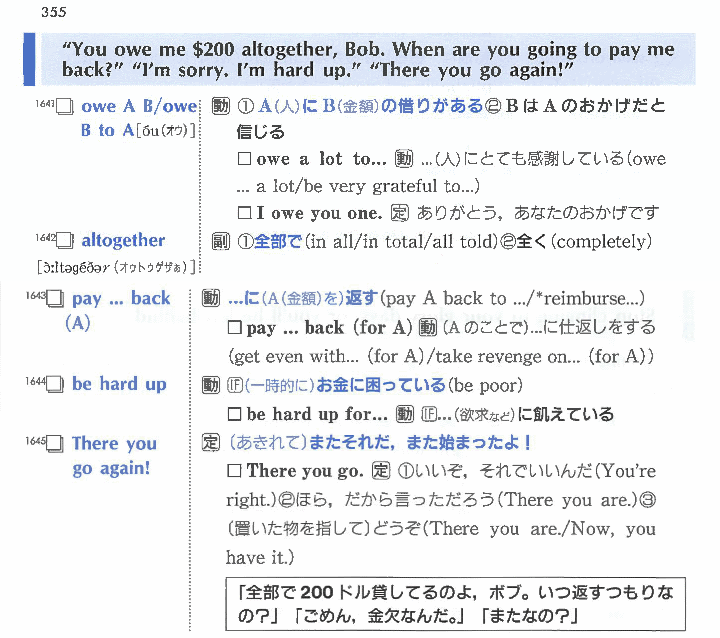 355
“You owe me $200 altogether, Bob. When are you going to pay me
back?” “I’m sorry. I’m hard up.” “There you go again!”
1641 owe A B/owe 動 ① A(人)に B(金額)の借りがある② B は A のおかげだと
B to A[óu(オウ)] 信じる
□ owe a lot to... 動 ...(人)にとても感謝している(owe
... a lot/be very grateful to...)
□ I owe you one. 定 ありがとう，あなたのおかげです
1642 altogether 副 ①全部で(in all/in total/all told)②全く(completely)
[ɔ̀ːltəgéðər(オウトゥゲザぁ)]
1643 pay ... back 動 ...に(A(金額)を)返す(pay A back to .../*reimburse...)
(A) □ pay ... back (for A) 動 (A のことで)...に仕返しをする
(get even with... (for A)/take revenge on... (for A))
1644 be hard up 動 IF(一時的に)お金に困っている(be poor)
□ be hard up for... 動 IF...(欲求など)に飢えている
1645 There you 定 (あきれて)またそれだ，また始まったよ！
go again! □ There you go. 定 ①いいぞ，それでいいんだ(You’re
right.)②ほら，だから言っただろう(There you are.)③
(置いた物を指して)どうぞ(There you are./Now, you
have it.)
「全部で 200 ドル貸してるのよ，ボブ。いつ返すつもりな
の？」「ごめん，金欠なんだ。」「またなの？」